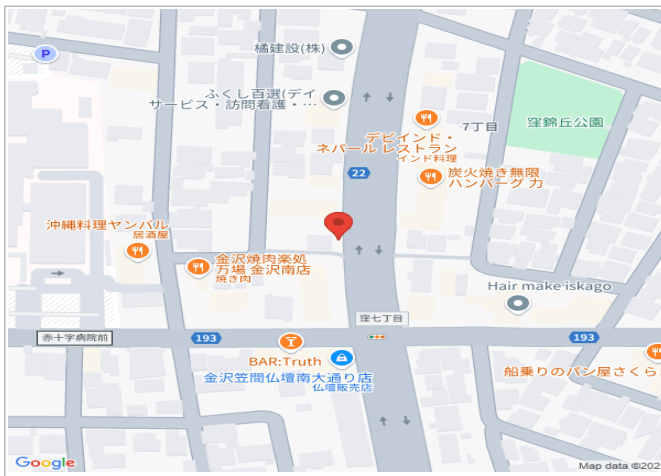 P
橘建設(株)
ふくし百選(デイ
サービス・訪問看護・…
デビインド・
ネパール レストラン
インド料理
7丁目
窪錦丘公園
22
炭火焼き無限
ハンバーグ 力
沖縄料理ヤンバル
居酒屋
金沢焼肉楽処
万場 金沢南店
焼き肉
Hair make iskago
窪七丁目
赤十字病院前
193
193
BAR:Truth
金沢笠間仏壇南大通り店
仏壇販売店
船乗りのパン屋さくら
Google
Map data ©202